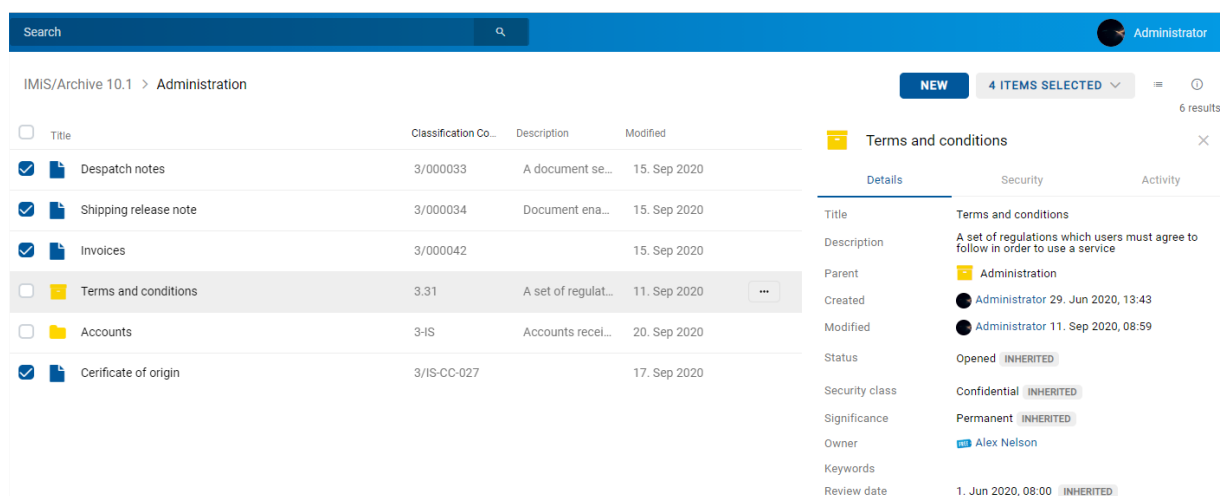 Search
Administrator
IMiS/Archive 10.1 > Administration
NEW
4 ITEMS SELECTED
6 results
Title Classification Co... Description Modified
Despatch notes 3/000033 A document se... 15. Sep 2020
Shipping release note 3/000034 Document ena... 15. Sep 2020
Invoices 3/000042 15. Sep 2020
Terms and conditions 3.31 A set of regulat... 11. Sep 2020 ...
Accounts 3-IS Accounts recei... 20. Sep 2020
Cerificate of origin 3/IS-CC-027 17. Sep 2020
Terms and conditions
Details Security Activity
Title Terms and conditions
Description A set of regulations which users must agree to
follow in order to use a service
Parent Administration
Created Administrator 29. Jun 2020, 13:43
Modified Administrator 11. Sep 2020, 08:59
Status Opened INHERITED
Security class Confidential INHERITED
Significance Permanent INHERITED
Owner Alex Nelson
Keywords
Review date 1. Jun 2020, 08:00 INHERITED